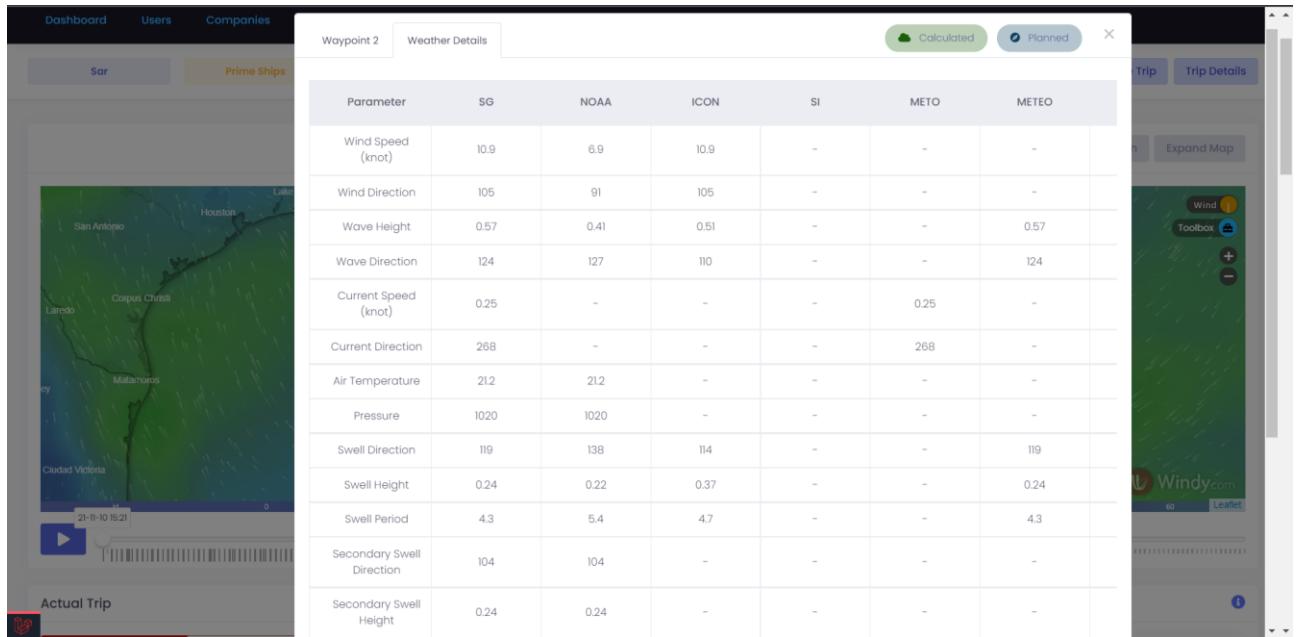 Dashboard Users Companies
Waypoint 2 Weather Details Calculated Planned ×
Sar Prime Ships Trip Trip Details
Expand Map
Parameter SG NOAA ICON SI METO METEO
Wind Speed
(knot) 10.9 6.9 10.9 - - -
Wind Direction 105 91 105 - - -
Wave Height 0.57 0.41 0.51 - - 0.57
Wave Direction 124 127 110 - - 124
Current Speed
(knot) 0.25 - - - 0.25 -
Current Direction 268 - - - 268 -
Air Temperature 21.2 21.2 - - - -
Pressure 1020 1020 - - - -
Swell Direction 119 138 114 - - 119
Swell Height 0.24 0.22 0.37 - - 0.24
Swell Period 4.3 5.4 4.7 - - 4.3
Secondary Swell
Direction 104 104 - - - -
Secondary Swell
Height 0.24 0.24 - - - -
Lake
Houston
San Antonio
Corpus Christi
Laredo
Matamoros
Ciudad Victoria
0
21-11-10 15:21
Actual Trip
Wind
Toolbox
+
−
Windy.com
60 Leaflet